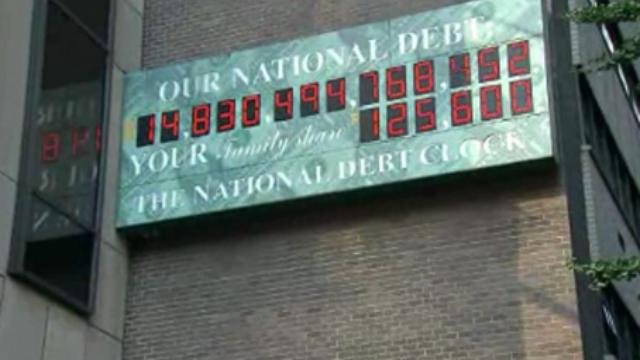 OUR NATIONAL DEBT:
$14,830,494,768,452
YOUR Family share $125,600
THE NATIONAL DEBT CLOCK